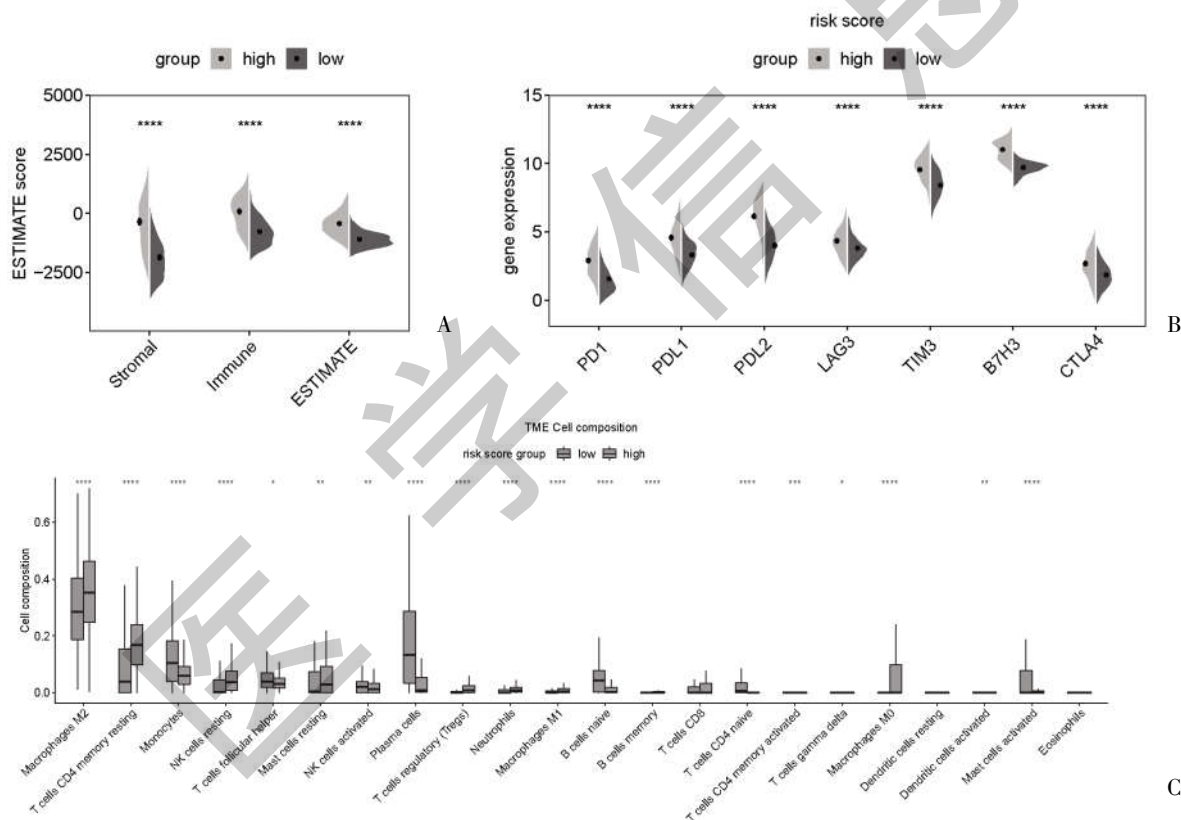 risk score
group high low
group high low
5000
2500
0
−2500
ESTIMATE score
**** **** ****
Stromal
Immune
ESTIMATE
A
15
10
5
0
gene expression
**** **** **** **** **** **** ****
PD1
PDL1
PDL2
LAG3
TIM3
B7H3
CTLA4
B
TME Cell composition
risk score group low high
**** **** **** **** * ** ** **** **** **** **** **** **** **** *** * **** ** ****
0.6
0.4
0.2
0.0
Cell composition
Macrophages M2
T cells CD4 memory resting
Monocytes
NK cells resting
T cells follicular helper
Mast cells resting
NK cells activated
Plasma cells
T cells regulatory (Tregs)
Neutrophils
Macrophages M1
B cells naive
B cells memory
T cells CD8
T cells CD4 naive
T cells CD4 memory activated
T cells gamma delta
Macrophages M0
Dendritic cells resting
Dendritic cells activated
Mast cells activated
Eosinophils
C
医学信息